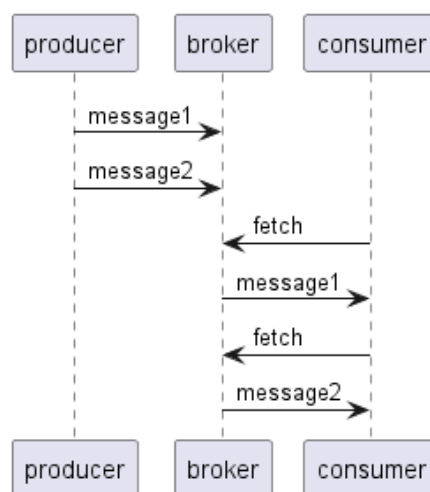 producer broker consumer
message1
message2
fetch
message1
fetch
message2
producer broker consumer